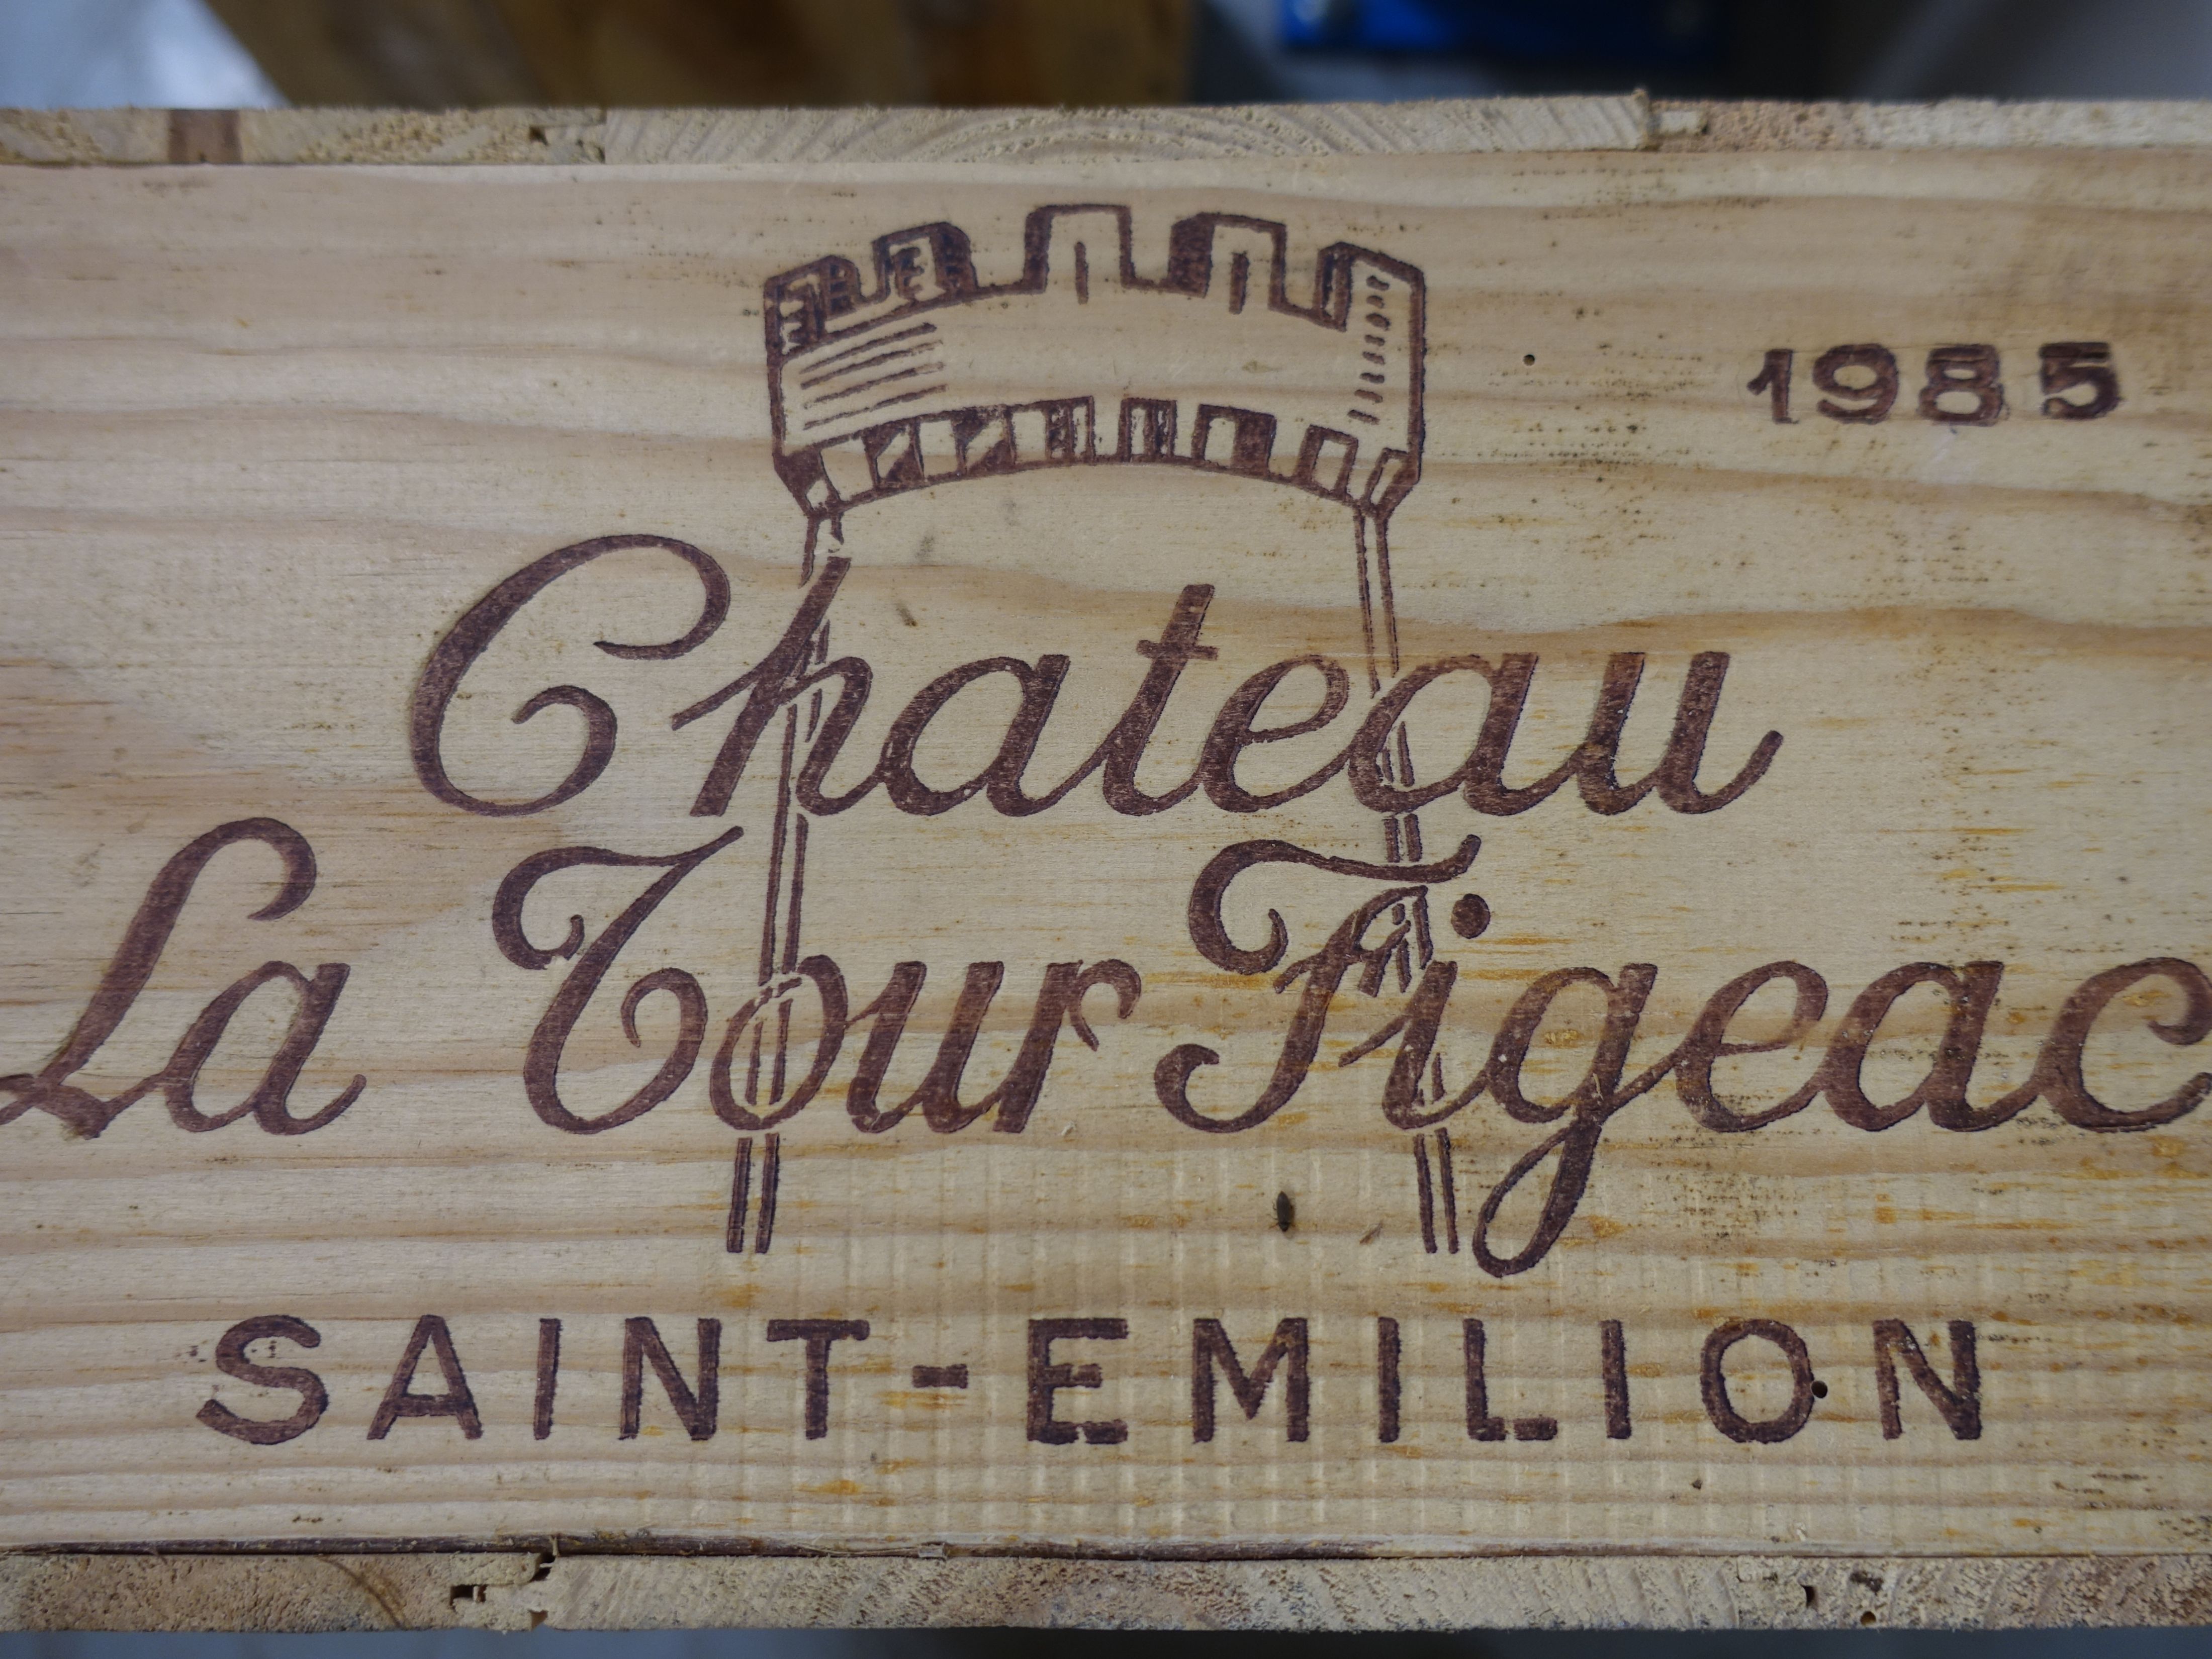 1985
Chateau
La Tour Figeac
SAINT-EMILION